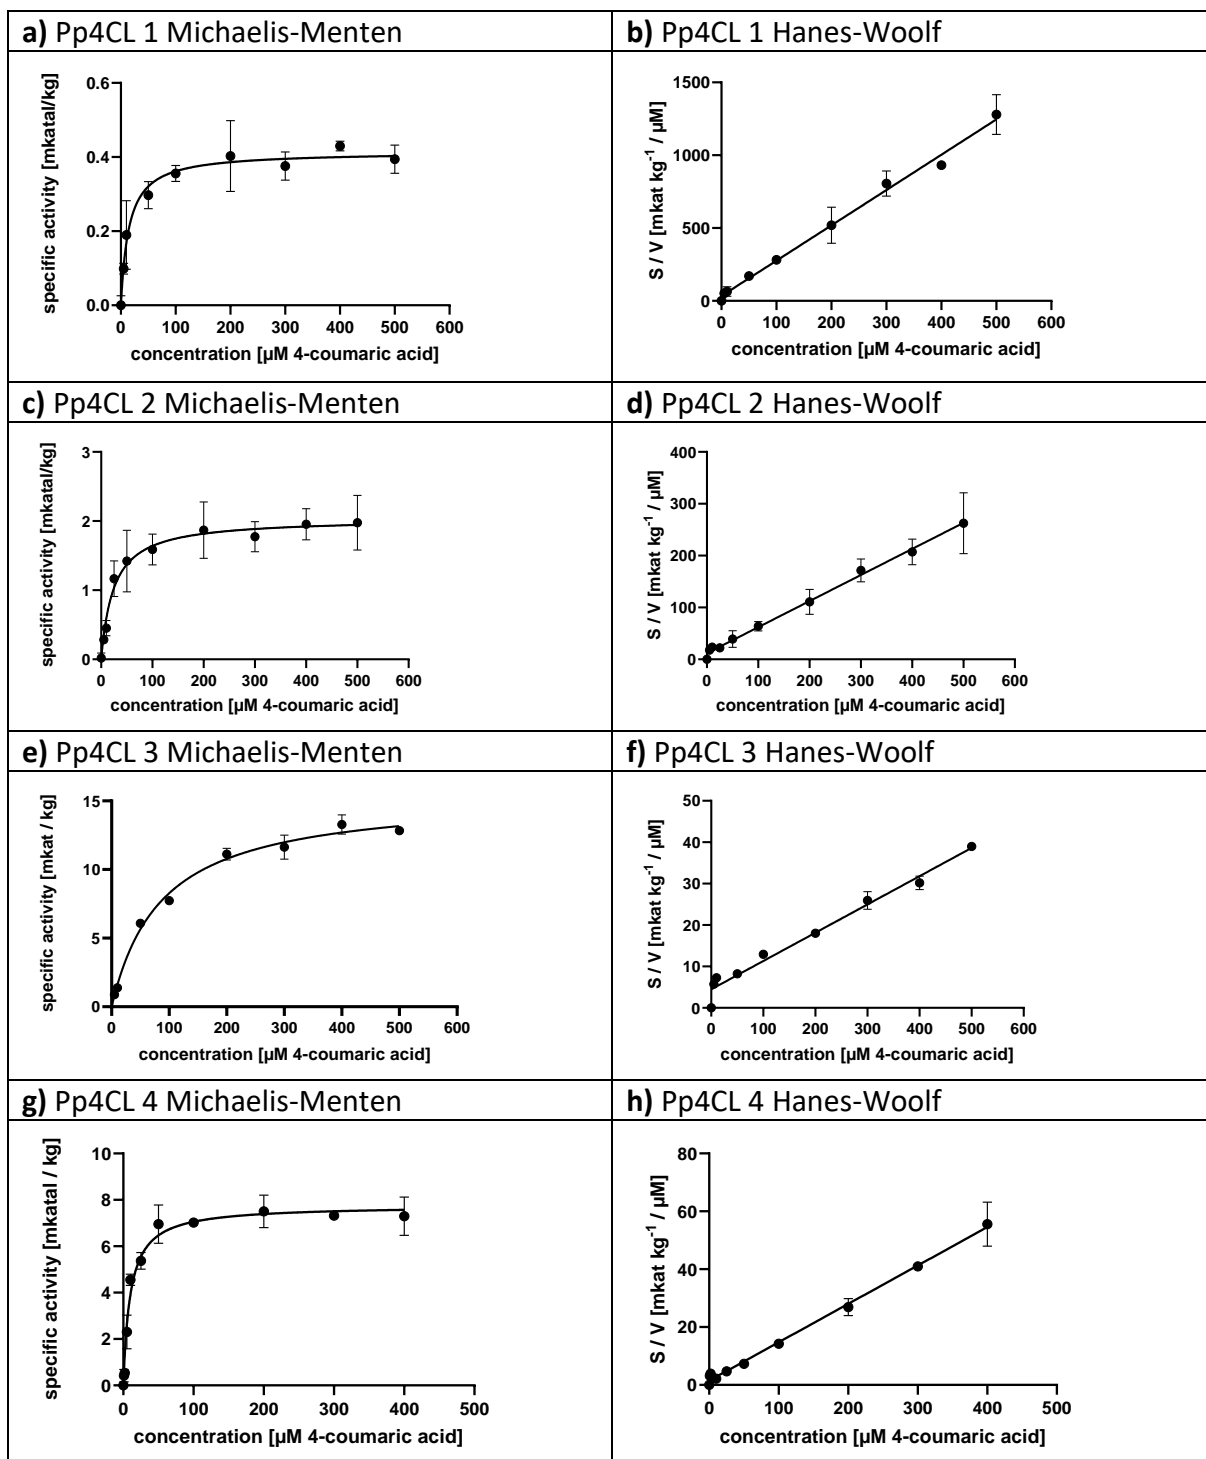 a) Pp4CL 1 Michaelis-Menten
b) Pp4CL 1 Hanes-Woolf
specific activity [mkatal/kg]
0.6
0.4
0.2
0.0
0 100 200 300 400 500 600
concentration [µM 4-coumaric acid]
S / V [mkat kg-1 / µM]
1500
1000
500
0
0 100 200 300 400 500 600
concentration [µM 4-coumaric acid]
c) Pp4CL 2 Michaelis-Menten
d) Pp4CL 2 Hanes-Woolf
specific activity [mkatal/kg]
3
2
1
0
0 100 200 300 400 500 600
concentration [µM 4-coumaric acid]
S / V [mkat kg-1 / µM]
400
300
200
100
0
0 100 200 300 400 500 600
concentration [µM 4-coumaric acid]
e) Pp4CL 3 Michaelis-Menten
f) Pp4CL 3 Hanes-Woolf
specific activity [mkat / kg]
15
10
5
0
0 100 200 300 400 500 600
concentration [µM 4-coumaric acid]
S / V [mkat kg-1 / µM]
50
40
30
20
10
0
0 100 200 300 400 500 600
concentration [µM 4-coumaric acid]
g) Pp4CL 4 Michaelis-Menten
h) Pp4CL 4 Hanes-Woolf
specific activity [mkatal / kg]
10
8
6
4
2
0
0 100 200 300 400 500
concentration [µM 4-coumaric acid]
S / V [mkat kg-1 / µM]
80
60
40
20
0
0 100 200 300 400 500
concentration [µM 4-coumaric acid]